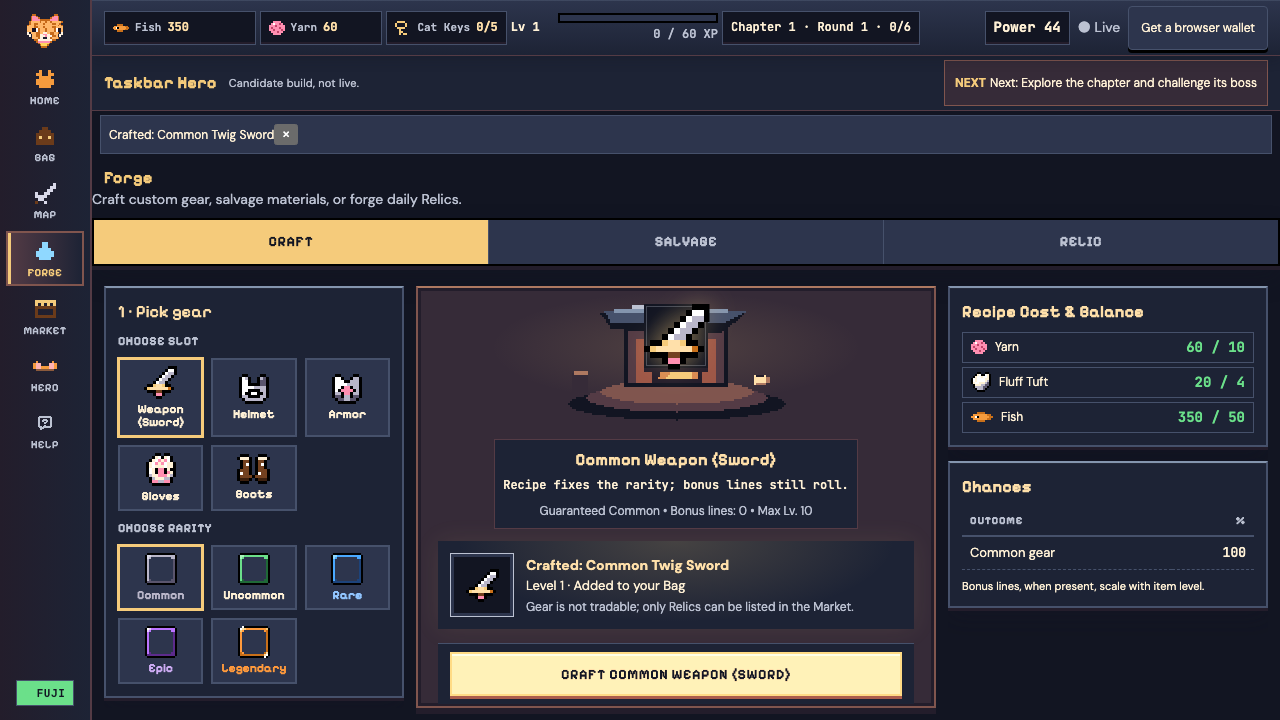 Fish 350
Yarn 60
Cat Keys 0/5
Lv 1
0 / 60 XP
Chapter 1 · Round 1 · 0/6
Power 44
Live
Get a browser wallet
HOME
BAG
MAP
FORGE
MARKET
HERO
HELP
FUJI
Taskbar Hero
Candidate build, not live.
NEXT Next: Explore the chapter and challenge its boss
Crafted: Common Twig Sword ×
Forge
Craft custom gear, salvage materials, or forge daily Relics.
CRAFT
SALVAGE
RELIC
1 · Pick gear
CHOOSE SLOT
Weapon (Sword)
Helmet
Armor
Gloves
Boots
CHOOSE RARITY
Common
Uncommon
Rare
Epic
Legendary
Common Weapon (Sword)
Recipe fixes the rarity; bonus lines still roll.
Guaranteed Common • Bonus lines: 0 • Max Lv. 10
Crafted: Common Twig Sword
Level 1 · Added to your Bag
Gear is not tradable; only Relics can be listed in the Market.
CRAFT COMMON WEAPON (SWORD)
Recipe Cost & Balance
Yarn 60 / 10
Fluff Tuft 20 / 4
Fish 350 / 50
Chances
OUTCOME %
Common gear 100
Bonus lines, when present, scale with item level.